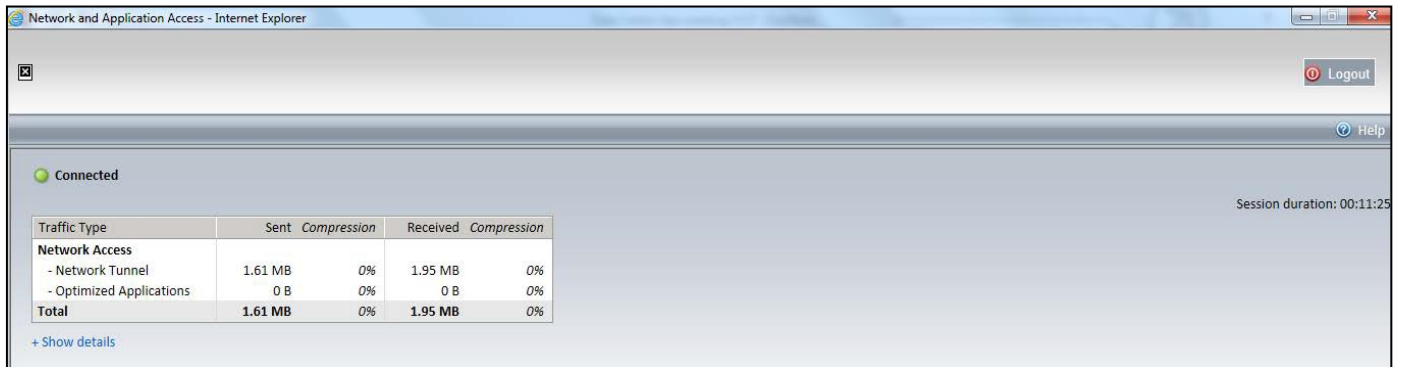 Network and Application Access - Internet Explorer
Logout
Help
Connected
Session duration: 00:11:25
Traffic Type Sent Compression Received Compression
Network Access
- Network Tunnel 1.61 MB 0% 1.95 MB 0%
- Optimized Applications 0 B 0% 0 B 0%
Total 1.61 MB 0% 1.95 MB 0%
+ Show details